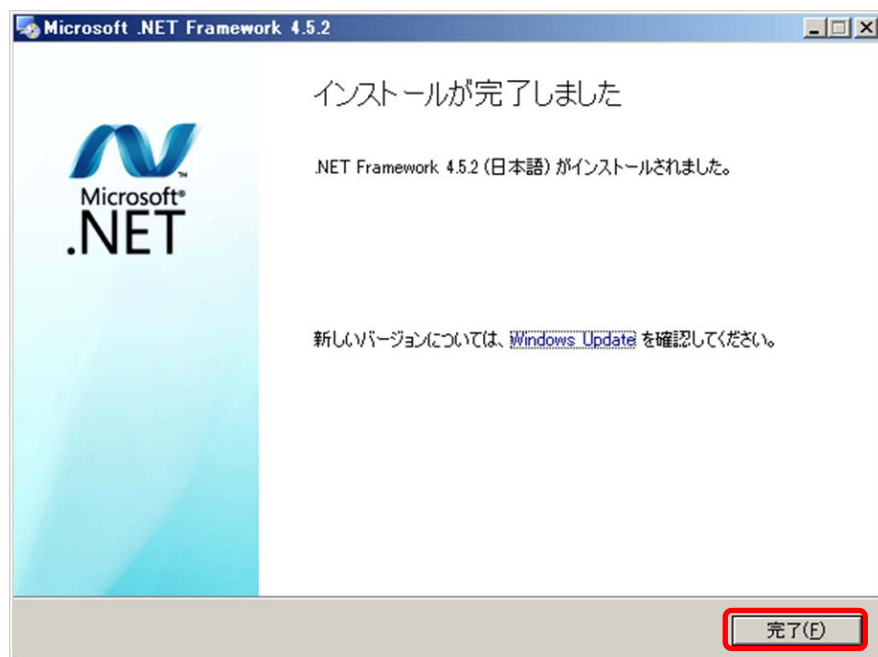 Microsoft .NET Framework 4.5.2
インストールが完了しました
.NET Framework 4.5.2 (日本語) がインストールされました。
Microsoft®
.NET™
新しいバージョンについては、Windows Update を確認してください。
完了(F)